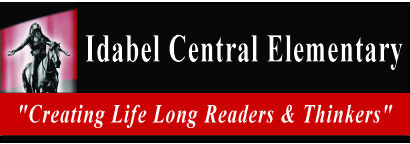 Idabel Central Elementary
"Creating Life Long Readers & Thinkers"